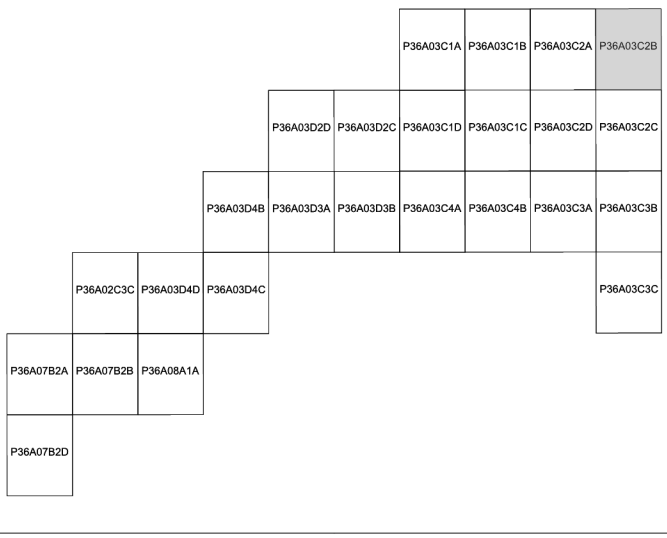 P36A03C1A P36A03C1B P36A03C2A P36A03C2B
P36A03D2D P36A03D2C P36A03C1D P36A03C1C P36A03C2D P36A03C2C
P36A03D4B P36A03D3A P36A03D3B P36A03C4A P36A03C4B P36A03C3A P36A03C3B
P36A02C3C P36A03D4D P36A03D4C P36A03C3C
P36A07B2A P36A07B2B P36A08A1A
P36A07B2D